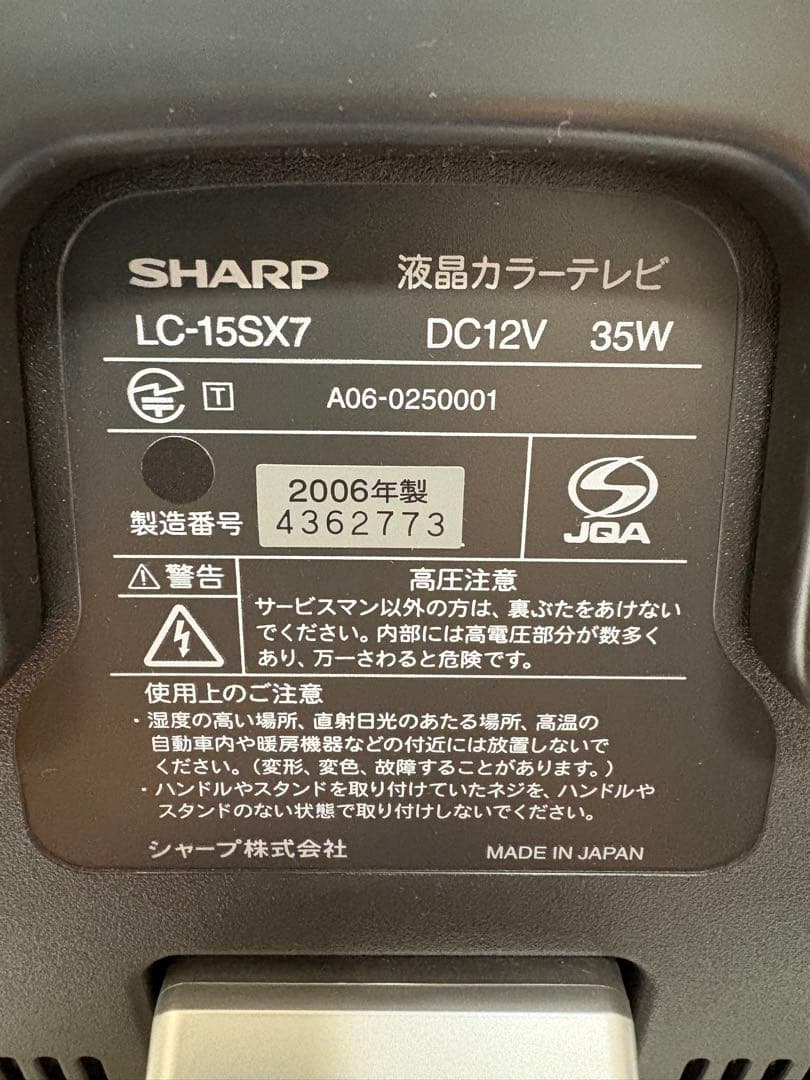 SHARP 液晶カラーテレビ
LC-15SX7 DC12V 35W
T A06-0250001
製造番号 2006年製
4362773
JQA
警告 高圧注意
サービスマン以外の方は、裏ぶたをあけない
でください。内部には高電圧部分が数多く
あり、万一さわると危険です。
使用上のご注意
・湿度の高い場所、直射日光のあたる場所、高温の
自動車内や暖房機器などの付近には放置しないで
ください。(変形、変色、故障することがあります。)
・ハンドルやスタンドを取り付けていたネジを、ハンドルや
スタンドのない状態で取り付けしないでください。
シャープ株式会社 MADE IN JAPAN